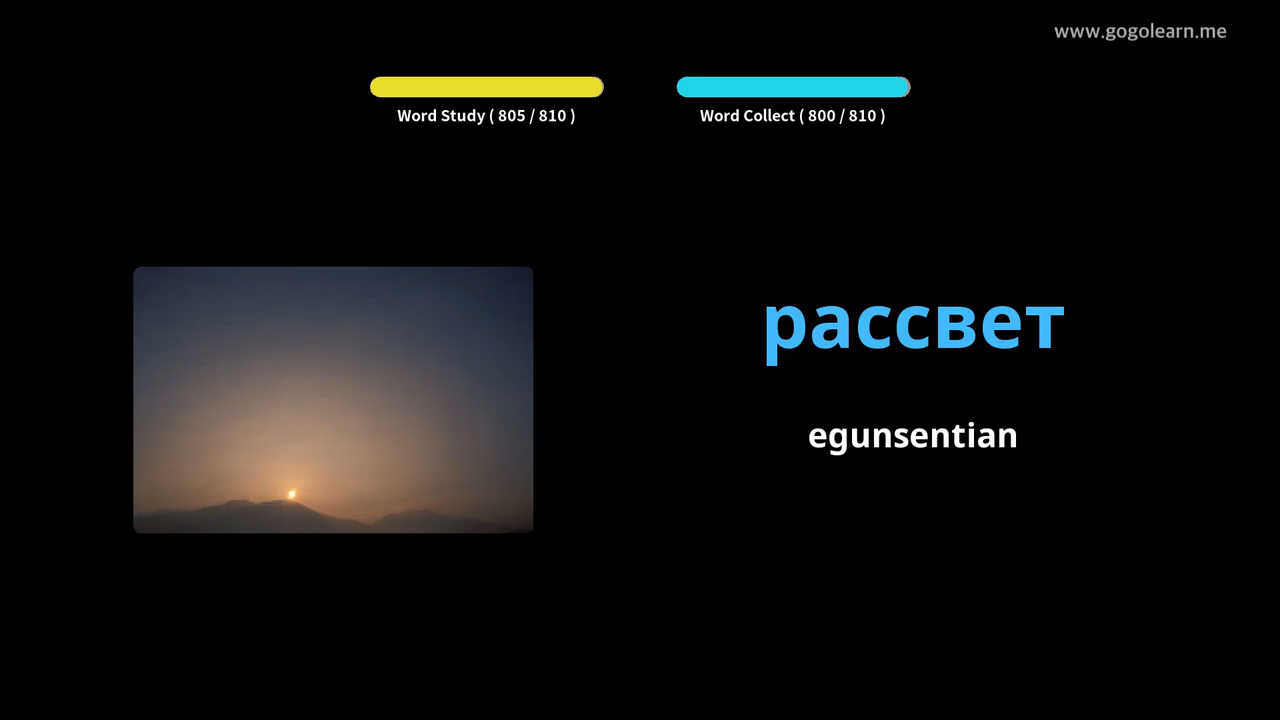 www.gogolearn.me
Word Study ( 805 / 810 )
Word Collect ( 800 / 810 )
рассвет
egunsentian